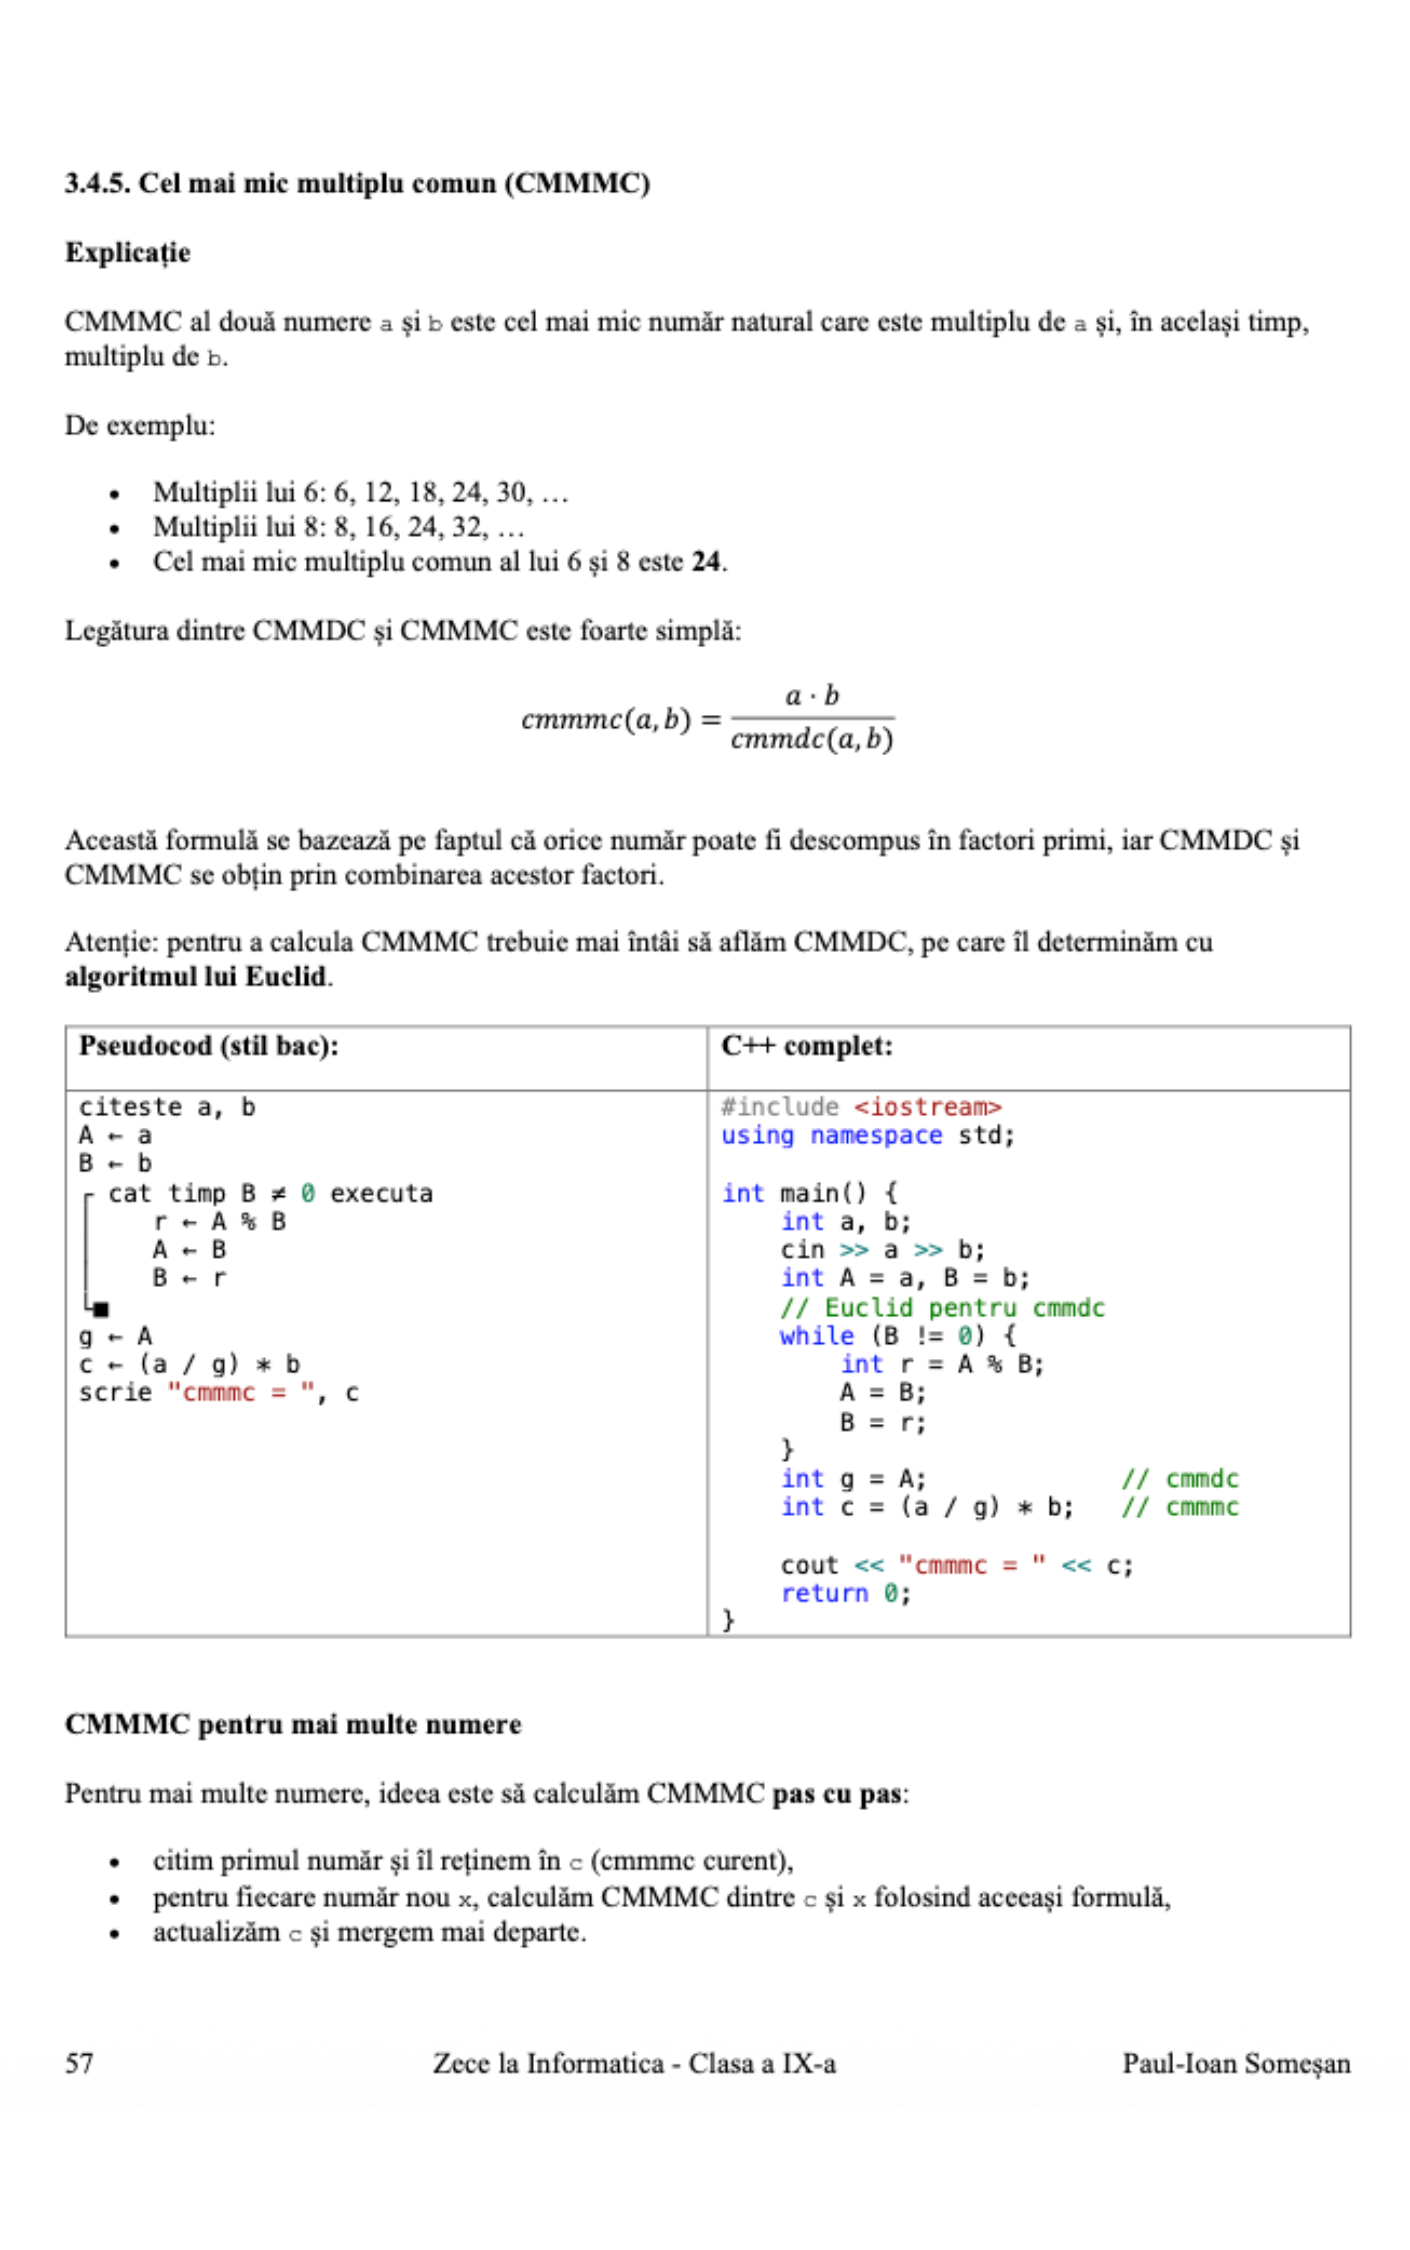 3.4.5. Cel mai mic multiplu comun (CMMMC)
Explicație
CMMMC al două numere a și b este cel mai mic număr natural care este multiplu de a și, în același timp,
multiplu de b.
De exemplu:
• Multiplii lui 6: 6, 12, 18, 24, 30, …
• Multiplii lui 8: 8, 16, 24, 32, …
• Cel mai mic multiplu comun al lui 6 și 8 este 24.
Legătura dintre CMMDC și CMMMC este foarte simplă:
cmmmc(a, b) = a · b / cmmdc(a, b)
Această formulă se bazează pe faptul că orice număr poate fi descompus în factori primi, iar CMMDC și
CMMMC se obțin prin combinarea acestor factori.
Atenție: pentru a calcula CMMMC trebuie mai întâi să aflăm CMMDC, pe care îl determinăm cu
algoritmul lui Euclid.
Pseudocod (stil bac):
citeste a, b
A ← a
B ← b
┌ cat timp B ≠ 0 executa
│ r ← A % B
│ A ← B
│ B ← r
└■
g ← A
c ← (a / g) * b
scrie "cmmmc = ", c
C++ complet:
#include <iostream>
using namespace std;
int main() {
int a, b;
cin >> a >> b;
int A = a, B = b;
// Euclid pentru cmmdc
while (B != 0) {
int r = A % B;
A = B;
B = r;
}
int g = A; // cmmdc
int c = (a / g) * b; // cmmmc
cout << "cmmmc = " << c;
return 0;
}
CMMMC pentru mai multe numere
Pentru mai multe numere, ideea este să calculăm CMMMC pas cu pas:
• citim primul număr și îl reținem în c (cmmmc curent),
• pentru fiecare număr nou x, calculăm CMMMC dintre c și x folosind aceeași formulă,
• actualizăm c și mergem mai departe.
57 Zece la Informatica - Clasa a IX-a Paul-Ioan Someșan